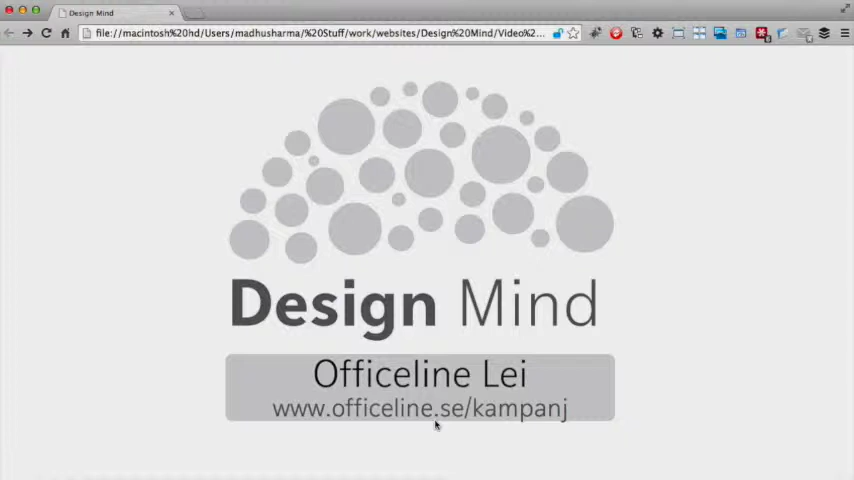 Design Mind
file://macintosh%20hd/Users/madhusharma/%20Stuff/work/websites/Design%20Mind/Video%2...
Design Mind
Officeline Lei
www.officeline.se/kampanj